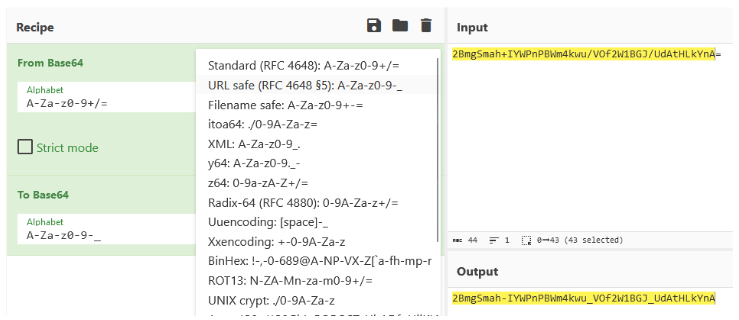 Recipe
From Base64
Alphabet
A-Za-z0-9+/=
Strict mode
To Base64
Alphabet
A-Za-z0-9-_
Standard (RFC 4648): A-Za-z0-9+/=
URL safe (RFC 4648 §5): A-Za-z0-9-_
Filename safe: A-Za-z0-9+-=
itoa64: ./0-9A-Za-z=
XML: A-Za-z0-9_.
y64: A-Za-z0-9._-
z64: 0-9a-zA-Z+/=
Radix-64 (RFC 4880): 0-9A-Za-z+/=
Uuencoding: [space]-_
Xxencoding: +-0-9A-Za-z
BinHex: !-,-0-689@A-NP-VX-Z[`a-fh-mp-r
ROT13: N-ZA-Mn-za-m0-9+/=
UNIX crypt: ./0-9A-Za-z
Input
2BmgSmah+IYWPnPBWm4kwu/VOf2W1BGJ/UdAtHLkYnA=
44 1 0→43 (43 selected)
Output
2BmgSmah-IYWPnPBWm4kwu_VOf2W1BGJ_UdAtHLkYnA